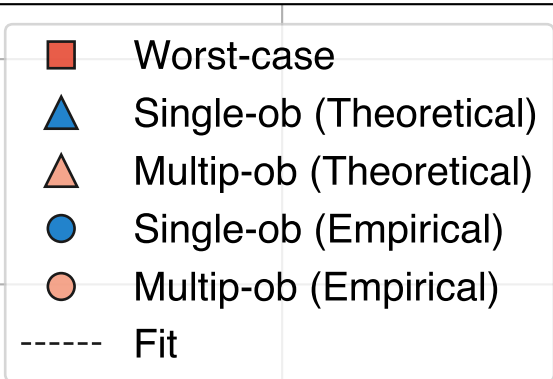 Worst-case
Single-ob (Theoretical)
Multip-ob (Theoretical)
Single-ob (Empirical)
Multip-ob (Empirical)
Fit